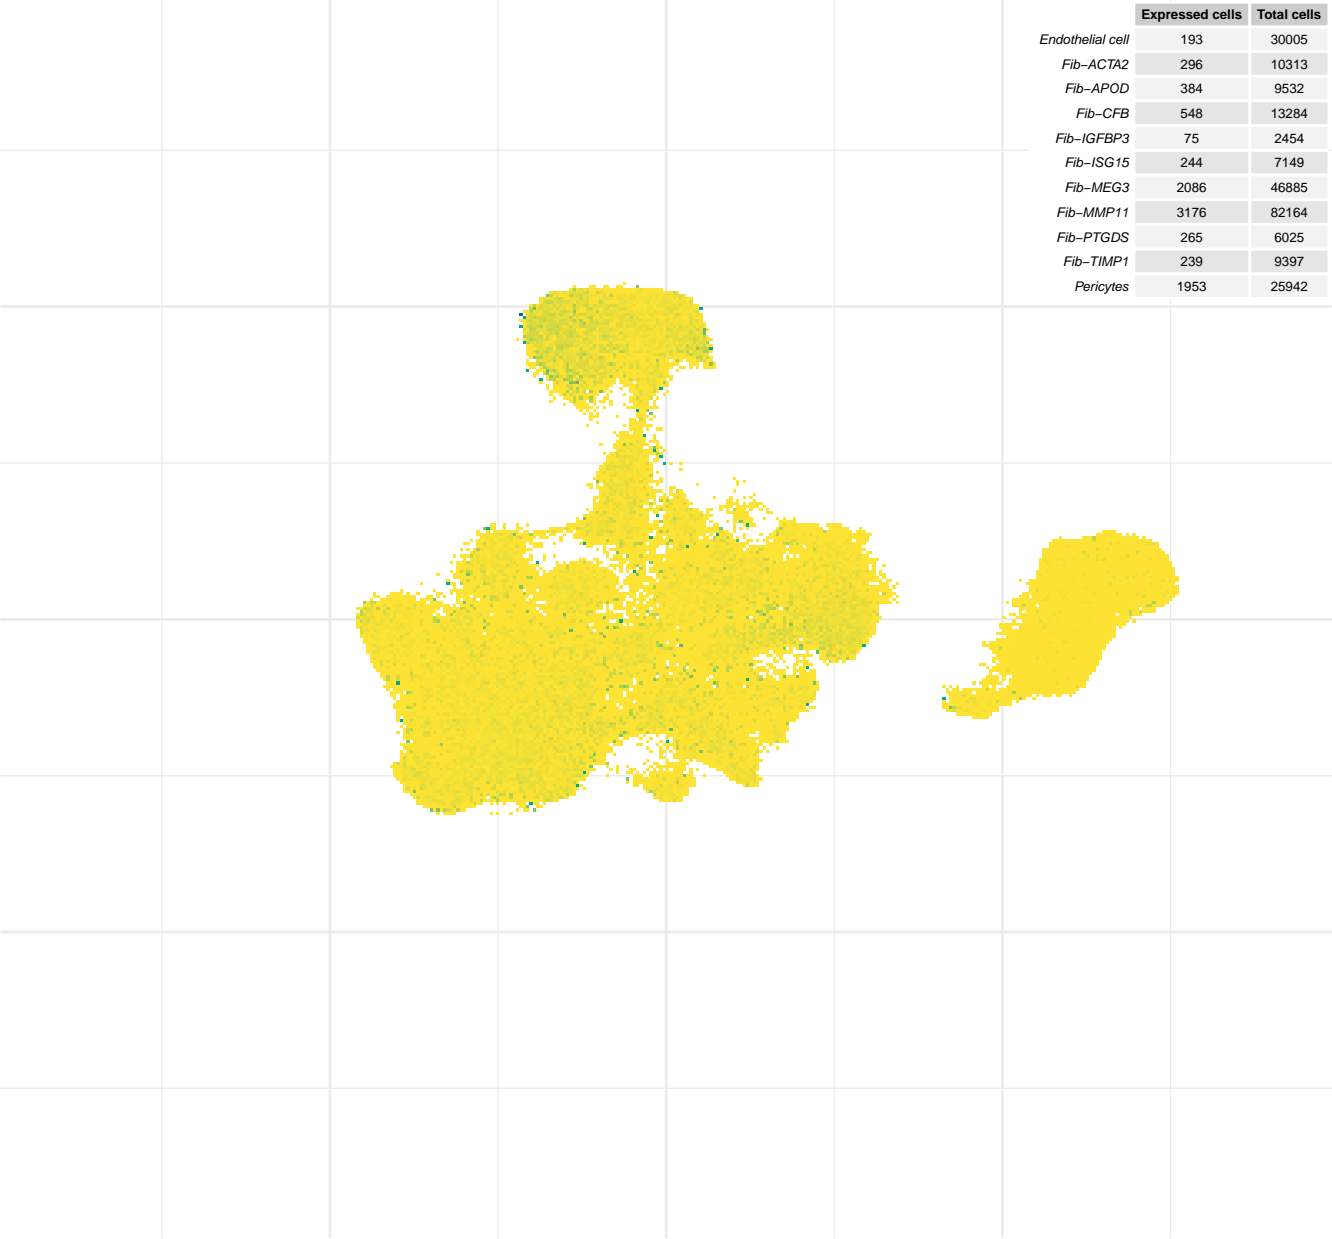 Expressed cells Total cells
Endothelial cell 193 30005
Fib−ACTA2 296 10313
Fib−APOD 384 9532
Fib−CFB 548 13284
Fib−IGFBP3 75 2454
Fib−ISG15 244 7149
Fib−MEG3 2086 46885
Fib−MMP11 3176 82164
Fib−PTGDS 265 6025
Fib−TIMP1 239 9397
Pericytes 1953 25942